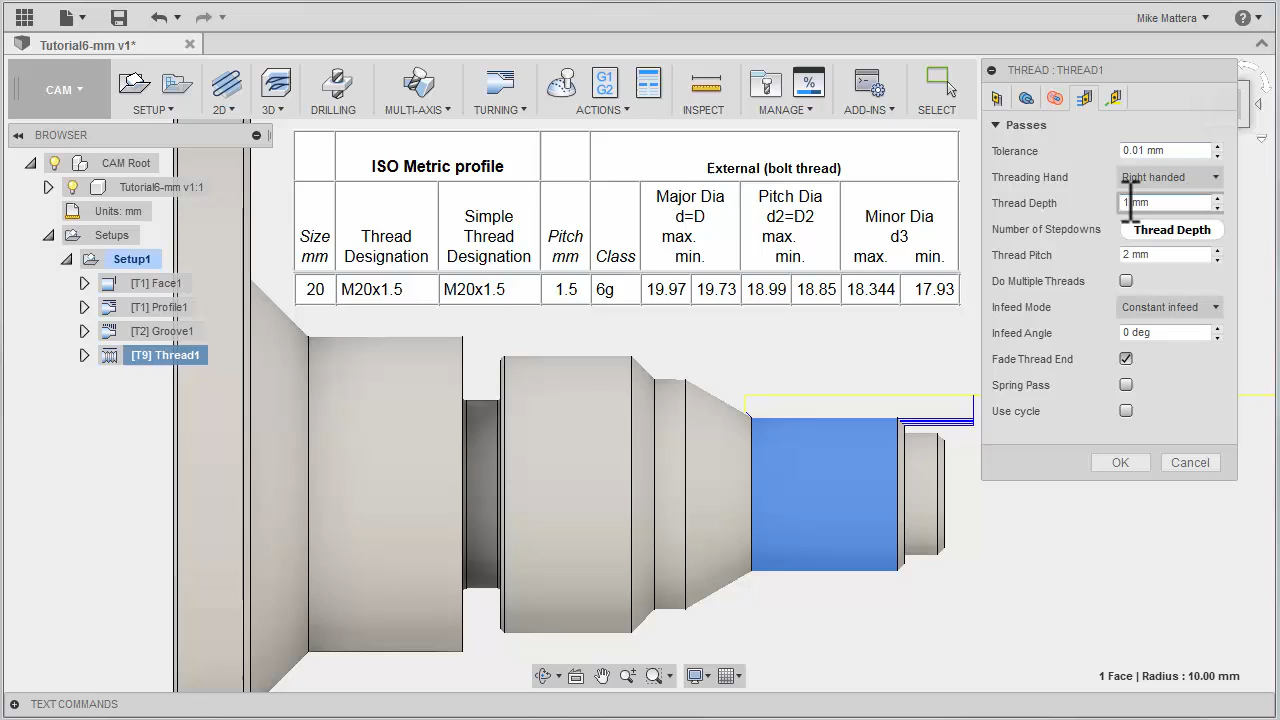 Mike Mattera
Tutorial6-mm v1*
CAM
SETUP
2D
3D
DRILLING
MULTI-AXIS
TURNING
G1
G2
ACTIONS
INSPECT
%
MANAGE
ADD-INS
SELECT
BROWSER
CAM Root
Tutorial6-mm v1:1
Units: mm
Setups
Setup1
[T1] Face1
[T1] Profile1
[T2] Groove1
[T9] Thread1
ISO Metric profile
External (bolt thread)
Size
mm
Thread
Designation
Simple
Thread
Designation
Pitch
mm
Class
Major Dia
d=D
max.
min.
Pitch Dia
d2=D2
max.
min.
Minor Dia
d3
max. min.
20 M20x1.5 M20x1.5 1.5 6g 19.97 19.73 18.99 18.85 18.344 17.93
THREAD : THREAD1
Passes
Tolerance 0.01 mm
Threading Hand Right handed
Thread Depth 1 mm
Number of Stepdowns Thread Depth
Thread Pitch 2 mm
Do Multiple Threads
Infeed Mode Constant infeed
Infeed Angle 0 deg
Fade Thread End
Spring Pass
Use cycle
OK Cancel
1 Face | Radius : 10.00 mm
TEXT COMMANDS